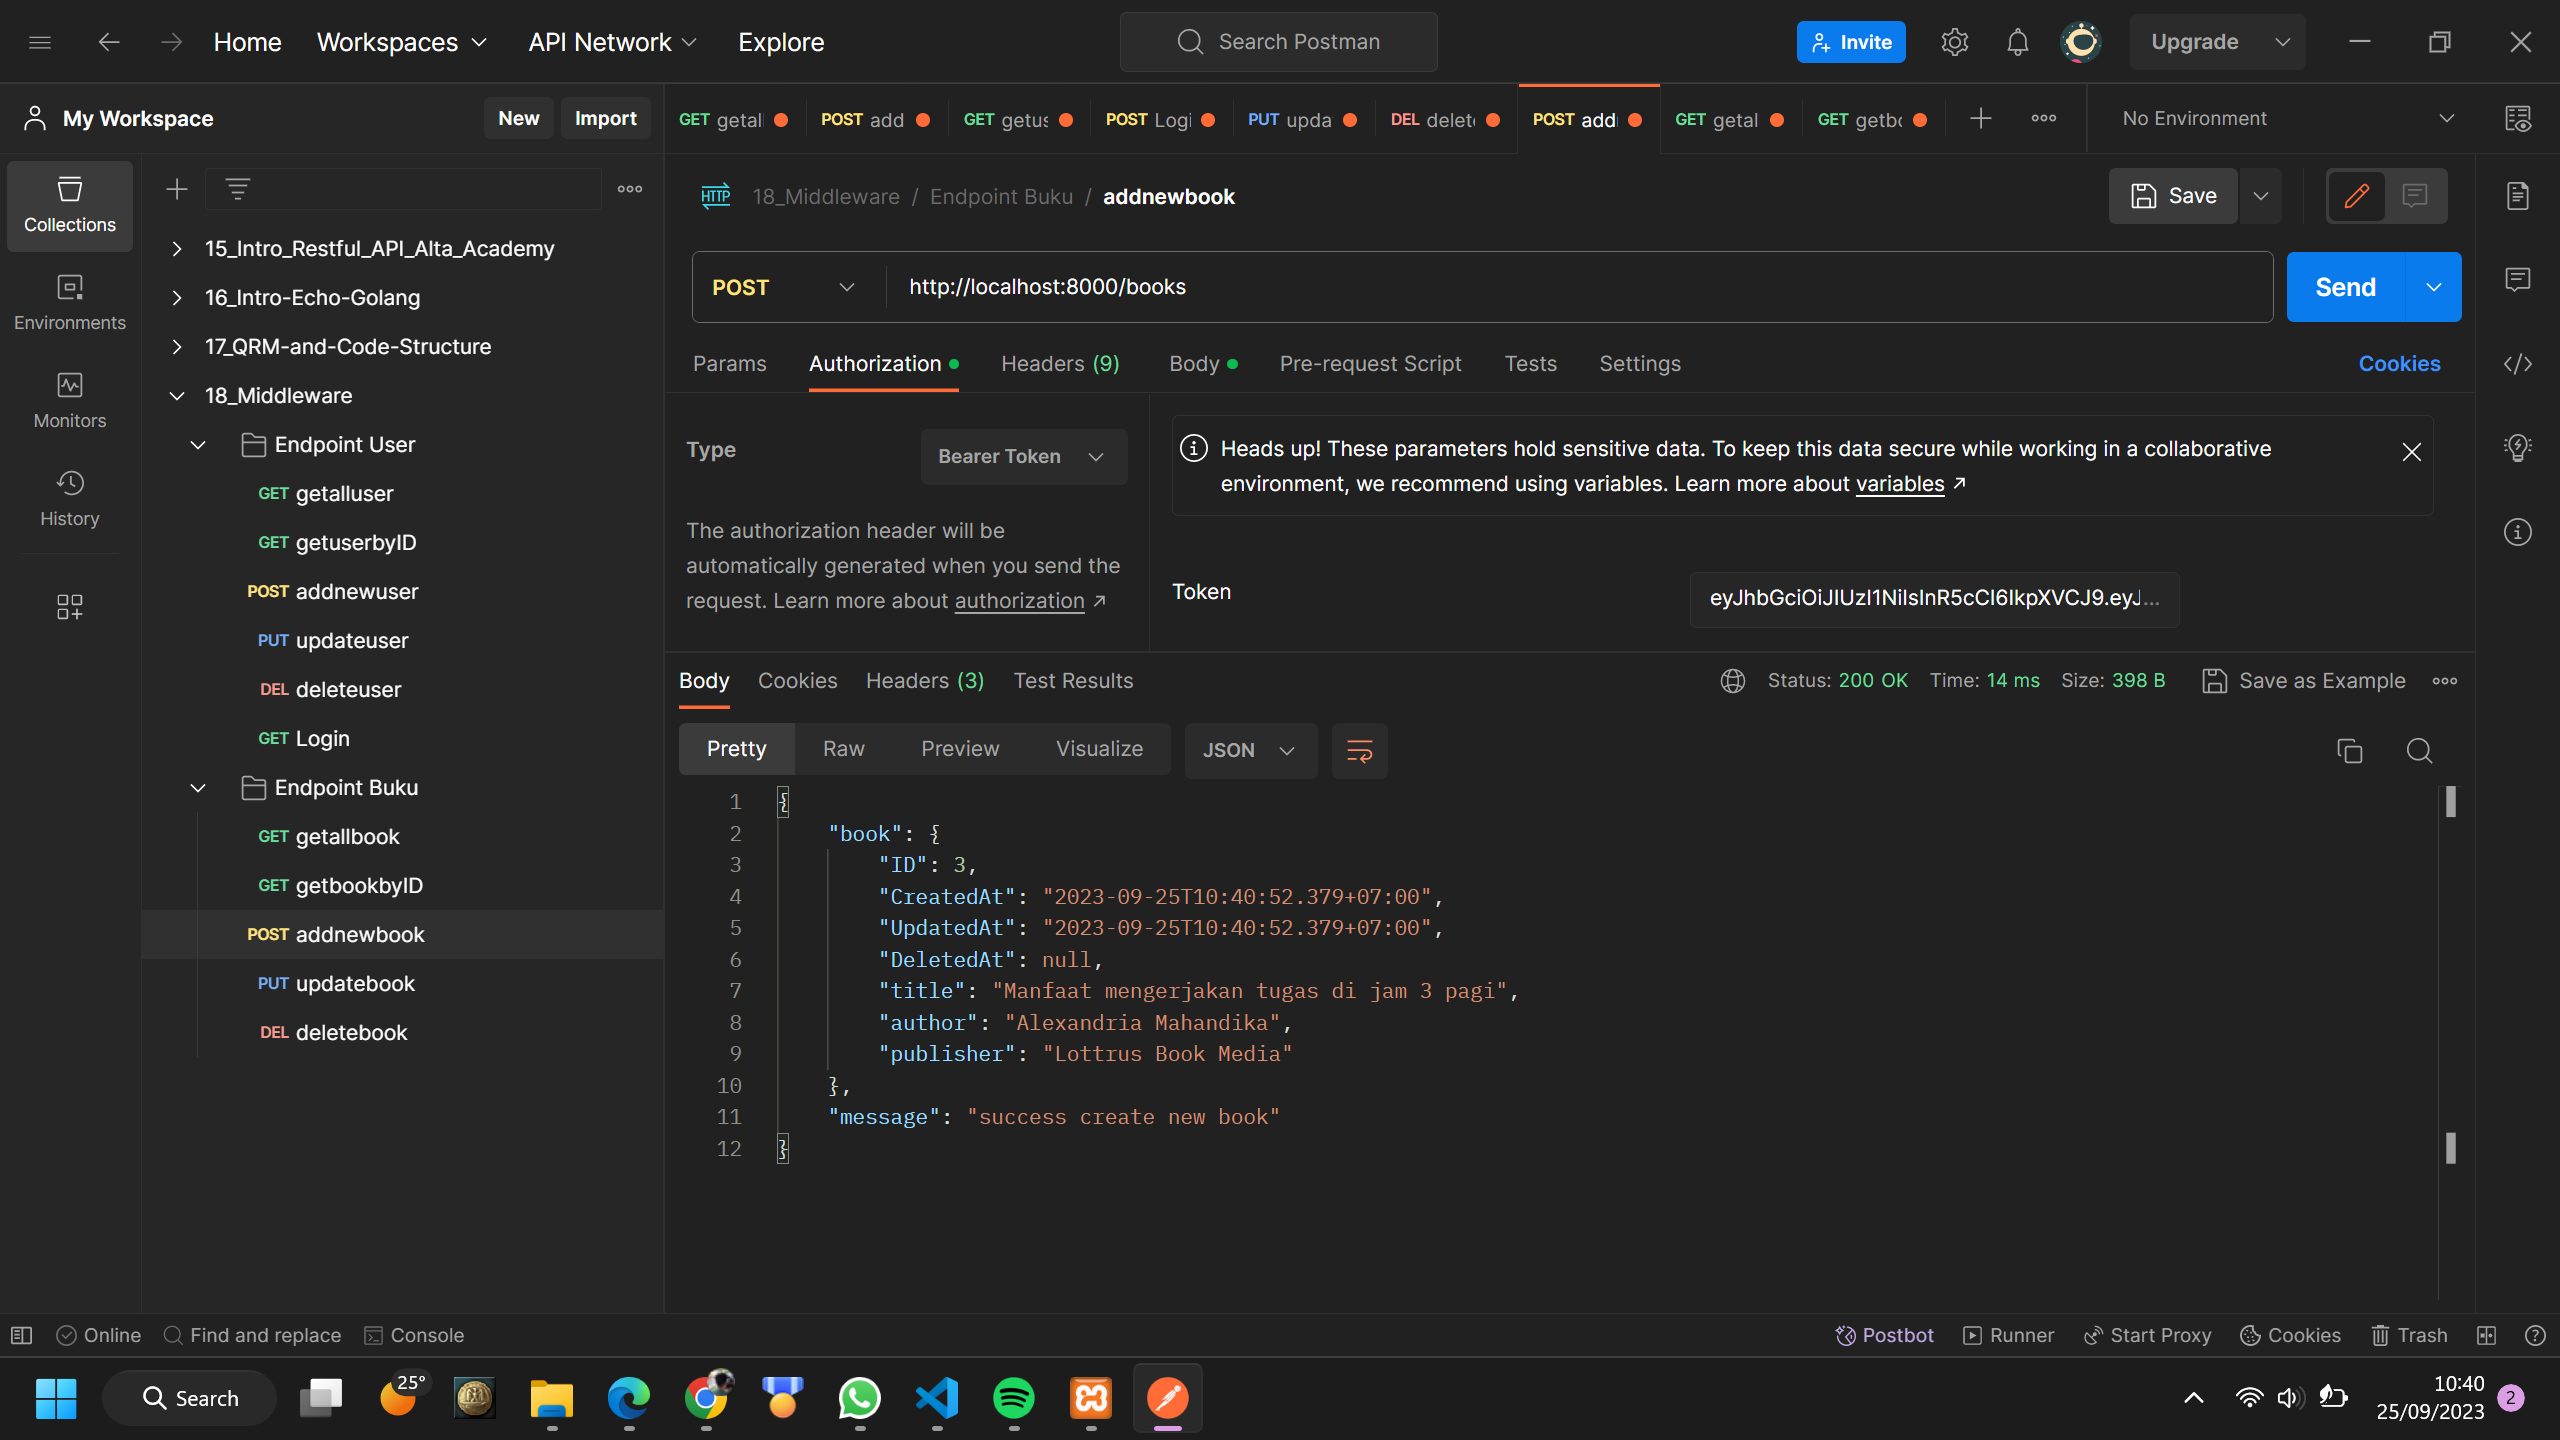 Home
Workspaces
API Network
Explore
Search Postman
Invite
Upgrade
My Workspace
New
Import
GET getall
POST add
GET getus
POST Logi
PUT upda
DEL delete
POST add
GET getal
GET getbo
No Environment
Collections
Environments
Monitors
History
15_Intro_Restful_API_Alta_Academy
16_Intro-Echo-Golang
17_QRM-and-Code-Structure
18_Middleware
Endpoint User
GET getalluser
GET getuserbyID
POST addnewuser
PUT updateuser
DEL deleteuser
GET Login
Endpoint Buku
GET getallbook
GET getbookbyID
POST addnewbook
PUT updatebook
DEL deletebook
HTTP
18_Middleware / Endpoint Buku / addnewbook
Save
POST
http://localhost:8000/books
Send
Params
Authorization
Headers (9)
Body
Pre-request Script
Tests
Settings
Cookies
Type
Bearer Token
The authorization header will be
automatically generated when you send the
request. Learn more about authorization ↗
Heads up! These parameters hold sensitive data. To keep this data secure while working in a collaborative
environment, we recommend using variables. Learn more about variables ↗
Token
eyJhbGciOiJIUzI1NiIsInR5cCI6IkpXVCJ9.eyJ...
Body
Cookies
Headers (3)
Test Results
Status: 200 OK
Time: 14 ms
Size: 398 B
Save as Example
Pretty
Raw
Preview
Visualize
JSON
1 {
2 "book": {
3 "ID": 3,
4 "CreatedAt": "2023-09-25T10:40:52.379+07:00",
5 "UpdatedAt": "2023-09-25T10:40:52.379+07:00",
6 "DeletedAt": null,
7 "title": "Manfaat mengerjakan tugas di jam 3 pagi",
8 "author": "Alexandria Mahandika",
9 "publisher": "Lottrus Book Media"
10 },
11 "message": "success create new book"
12 }
Online
Find and replace
Console
Postbot
Runner
Start Proxy
Cookies
Trash
Search
25°
10:40
25/09/2023
2